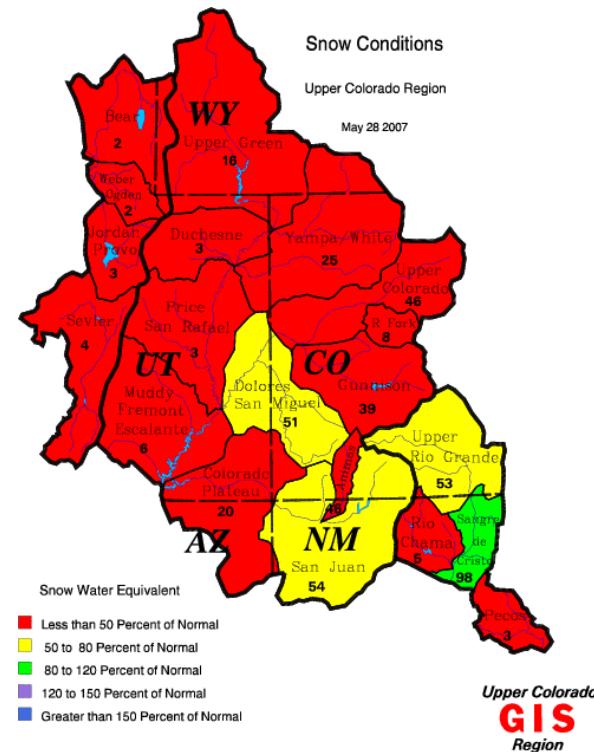 Snow Conditions
Upper Colorado Region
May 28 2007
WY
Bear
2
Upper Green
16
Weber
Ogden
2
Jordan
Provo
3
Duchesne
3
Yampa/White
25
Upper
Colorado
46
R Fork
8
Sevier
4
Price
San Rafael
3
UT
CO
Gunnison
39
Dolores
San Miguel
51
Muddy
Fremont
Escalante
6
Upper
Rio Grande
53
Animas
46
Colorado
Plateau
20
AZ
NM
San Juan
54
Rio
Chama
5
Sangre
de
Cristo
98
Pecos
3
Snow Water Equivalent
Less than 50 Percent of Normal
50 to 80 Percent of Normal
80 to 120 Percent of Normal
120 to 150 Percent of Normal
Greater than 150 Percent of Normal
Upper Colorado
GIS
Region